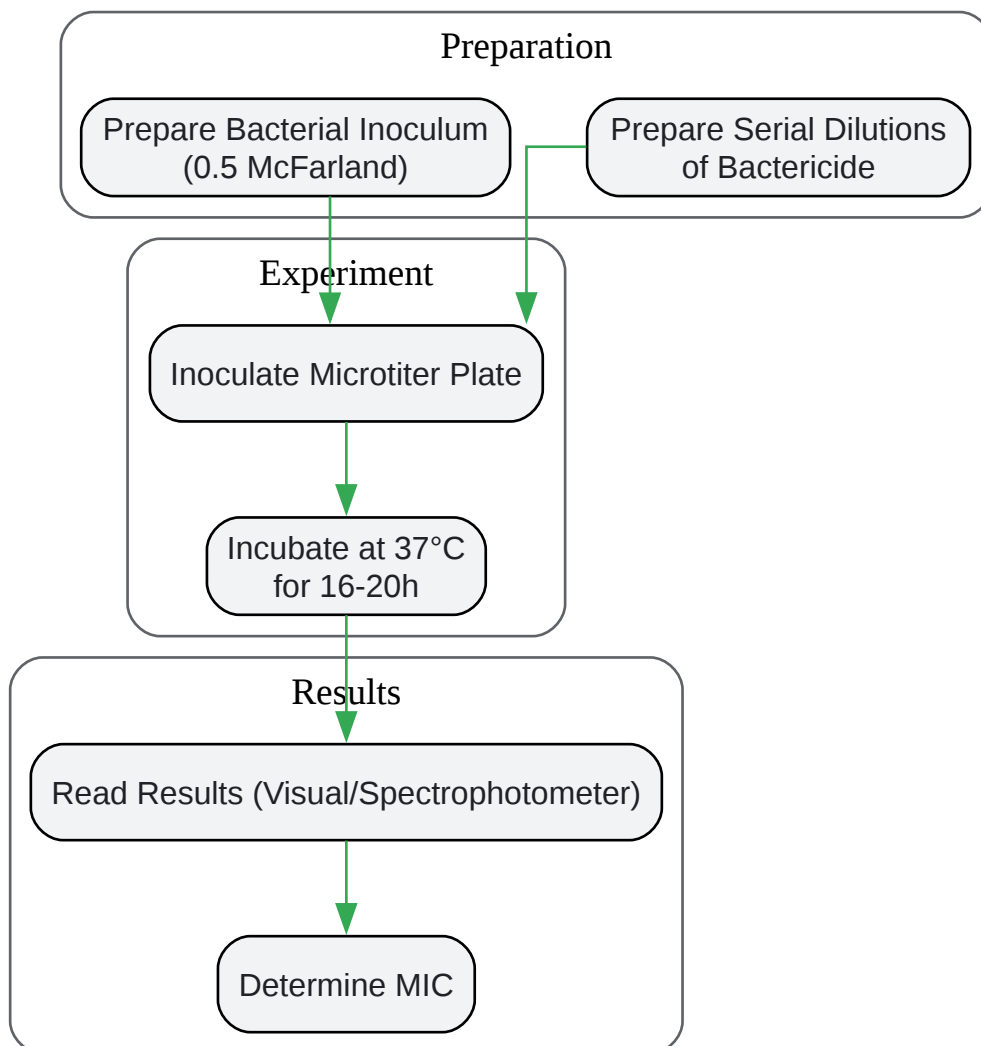 Preparation
Prepare Bacterial Inoculum
(0.5 McFarland)
Prepare Serial Dilutions
of Bactericide
Experiment
Inoculate Microtiter Plate
Incubate at 37°C
for 16-20h
Results
Read Results (Visual/Spectrophotometer)
Determine MIC